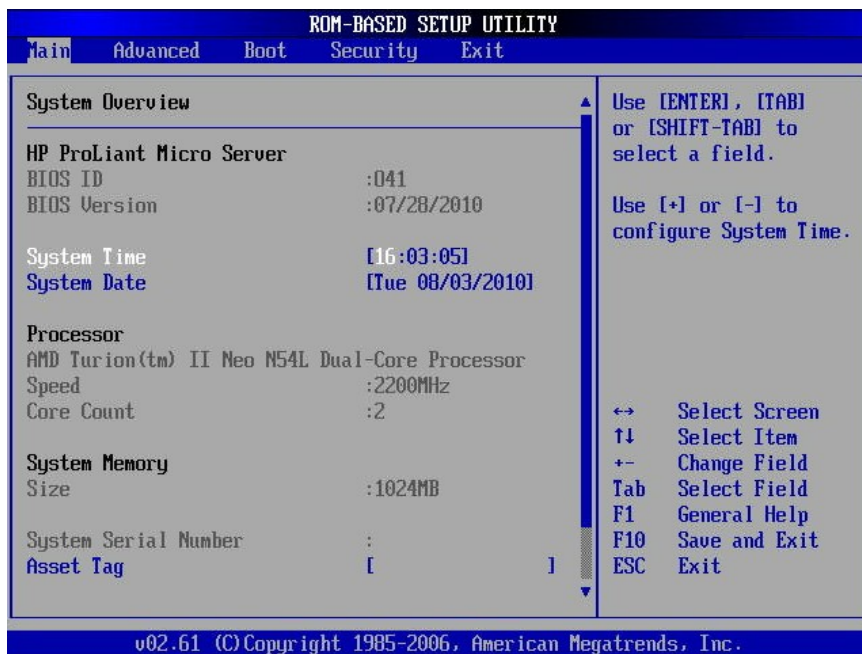 ROM-BASED SETUP UTILITY
Main Advanced Boot Security Exit
System Overview
HP ProLiant Micro Server
BIOS ID :O41
BIOS Version :07/28/2010
System Time [16:03:05]
System Date [Tue 08/03/2010]
Processor
AMD Turion(tm) II Neo N54L Dual-Core Processor
Speed :2200MHz
Core Count :2
System Memory
Size :1024MB
System Serial Number :
Asset Tag [ ]
Use [ENTER], [TAB]
or [SHIFT-TAB] to
select a field.
Use [+] or [-] to
configure System Time.
↔ Select Screen
↑↓ Select Item
+- Change Field
Tab Select Field
F1 General Help
F10 Save and Exit
ESC Exit
v02.61 (C)Copyright 1985-2006, American Megatrends, Inc.